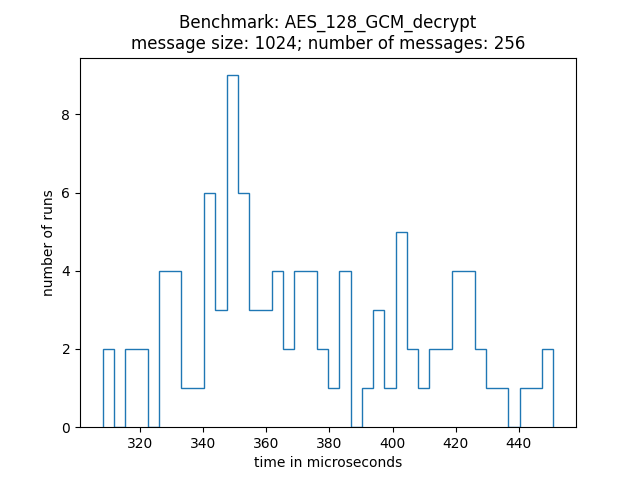 Benchmark: AES_128_GCM_decrypt
message size: 1024; number of messages: 256
8
6
4
2
0
number of runs
320 340 360 380 400 420 440
time in microseconds